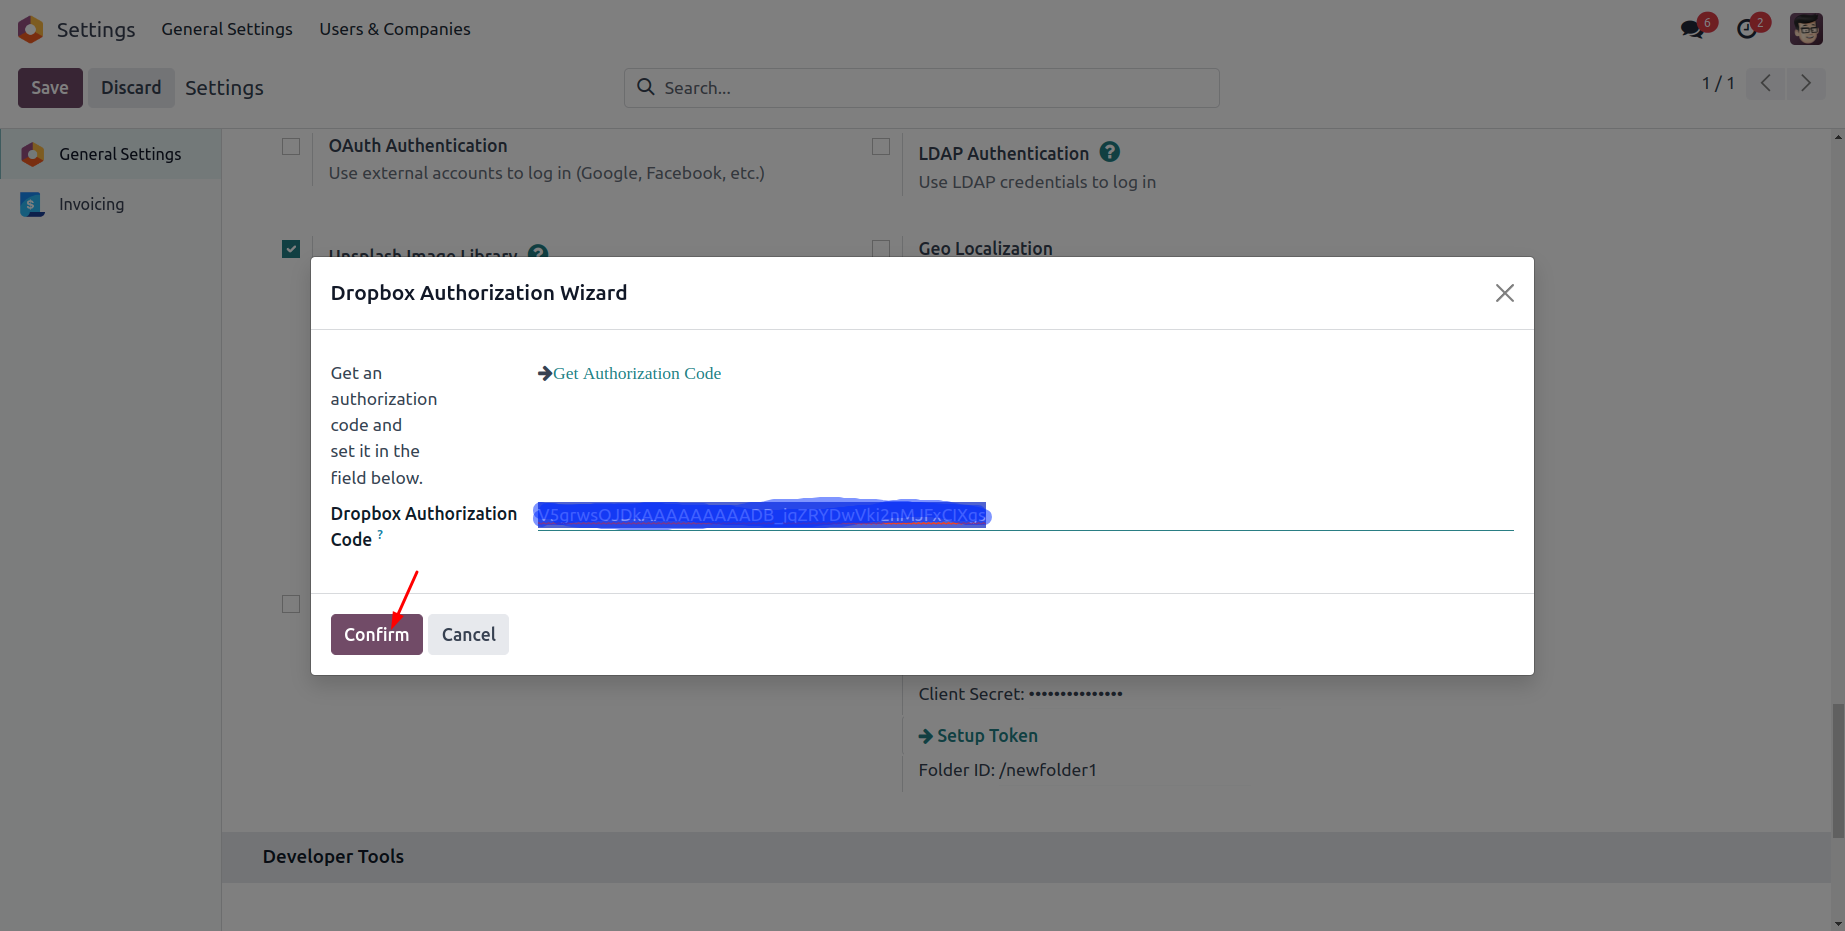 Settings
General Settings
Users & Companies
6
2
Save
Discard
Settings
Search...
1 / 1
General Settings
Invoicing
OAuth Authentication
Use external accounts to log in (Google, Facebook, etc.)
LDAP Authentication ?
Use LDAP credentials to log in
Unsplash Image Library ?
Geo Localization
Dropbox Authorization Wizard
Get an
authorization
code and
set it in the
field below.
Get Authorization Code
Dropbox Authorization
Code ?
Confirm
Cancel
Client Secret: •••••••••••••••
Setup Token
Folder ID: /newfolder1
Developer Tools